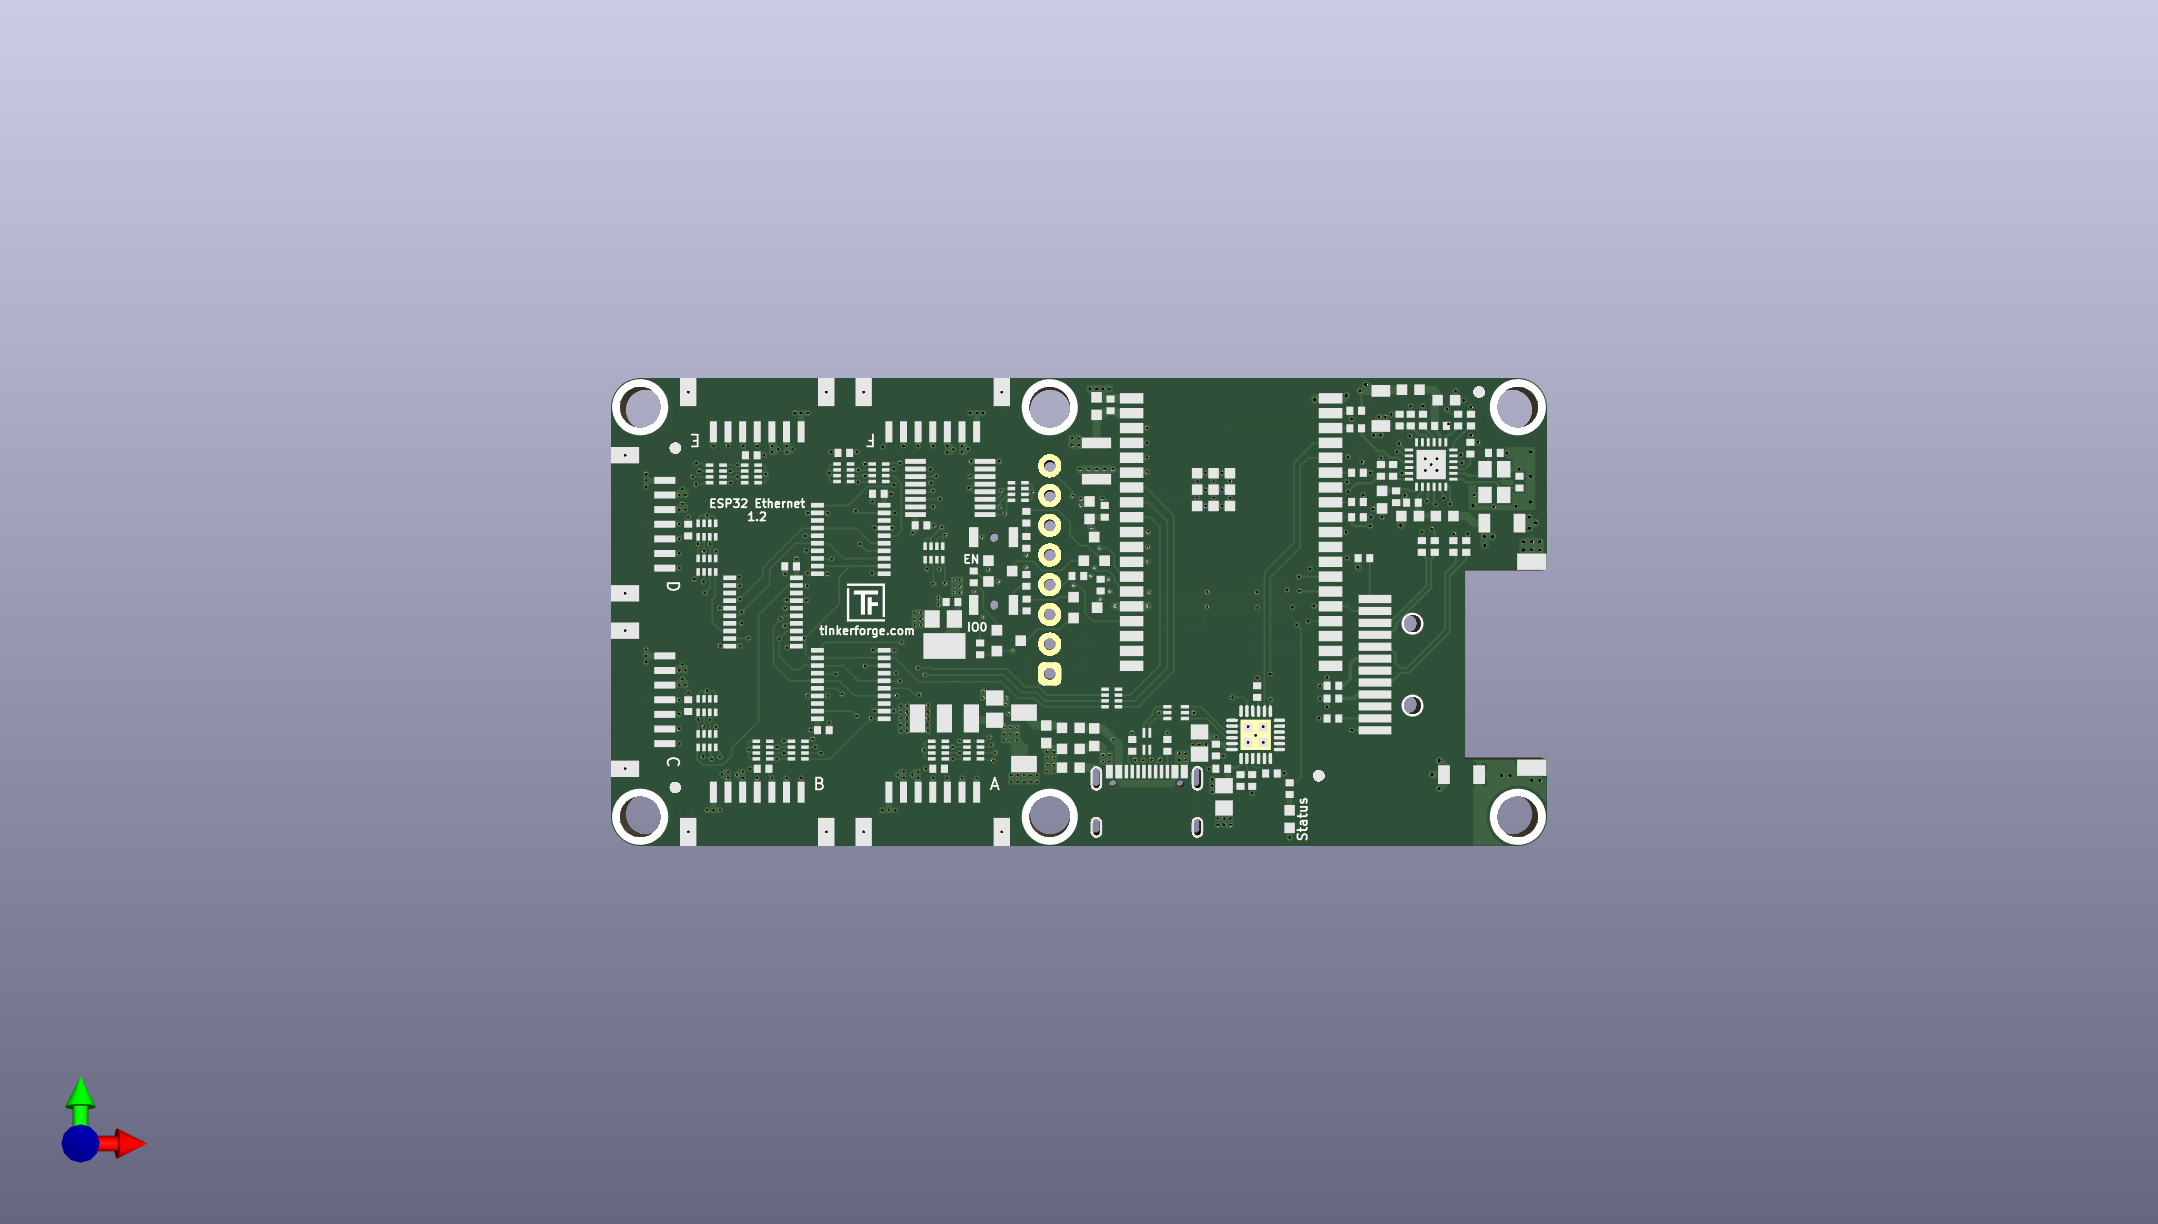 E
F
ESP32 Ethernet
1.2
EN
D
TF
tinkerforge.com
IO0
C
B
A
Status